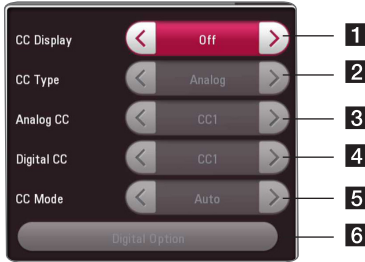 CC Display Off 1
CC Type Analog 2
Analog CC CC1 3
Digital CC CC1 4
CC Mode Auto 5
Digital Option 6